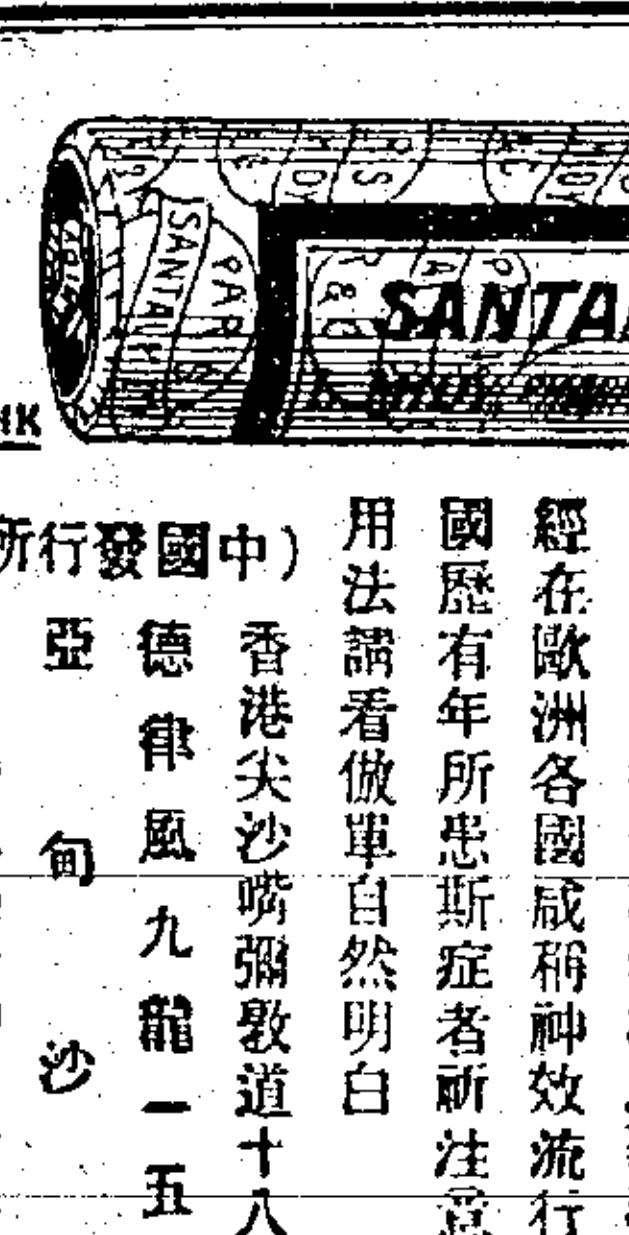 SANTA
HK
經在歐洲各國咸稱神效流行
國歷有年所患斯症者祈注意
用法請看倣單自然明白
(中國發行所
香港尖沙嘴彌敦道十八
德律風九龍一五
亞甸沙